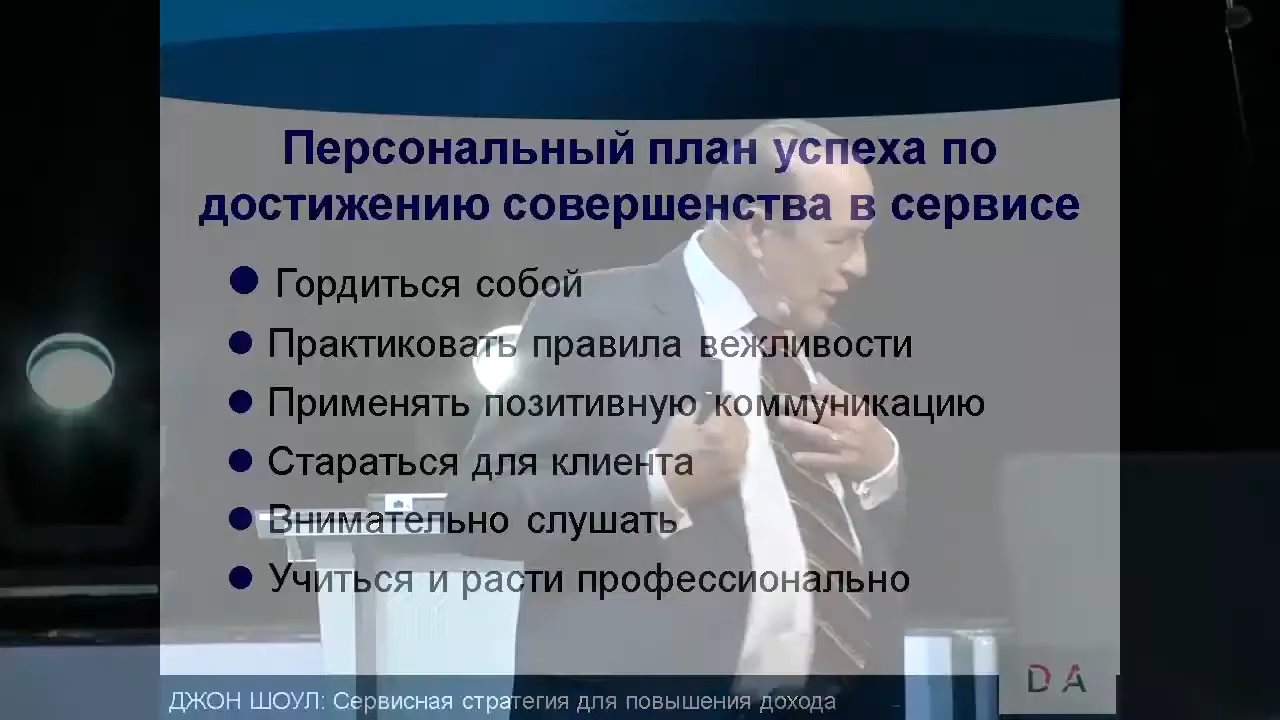 Персональный план успеха по
достижению совершенства в сервисе
Гордиться собой
Практиковать правила вежливости
Применять позитивную коммуникацию
Стараться для клиента
Внимательно слушать
Учиться и расти профессионально
ДЖОН ШОУЛ: Сервисная стратегия для повышения дохода
DA